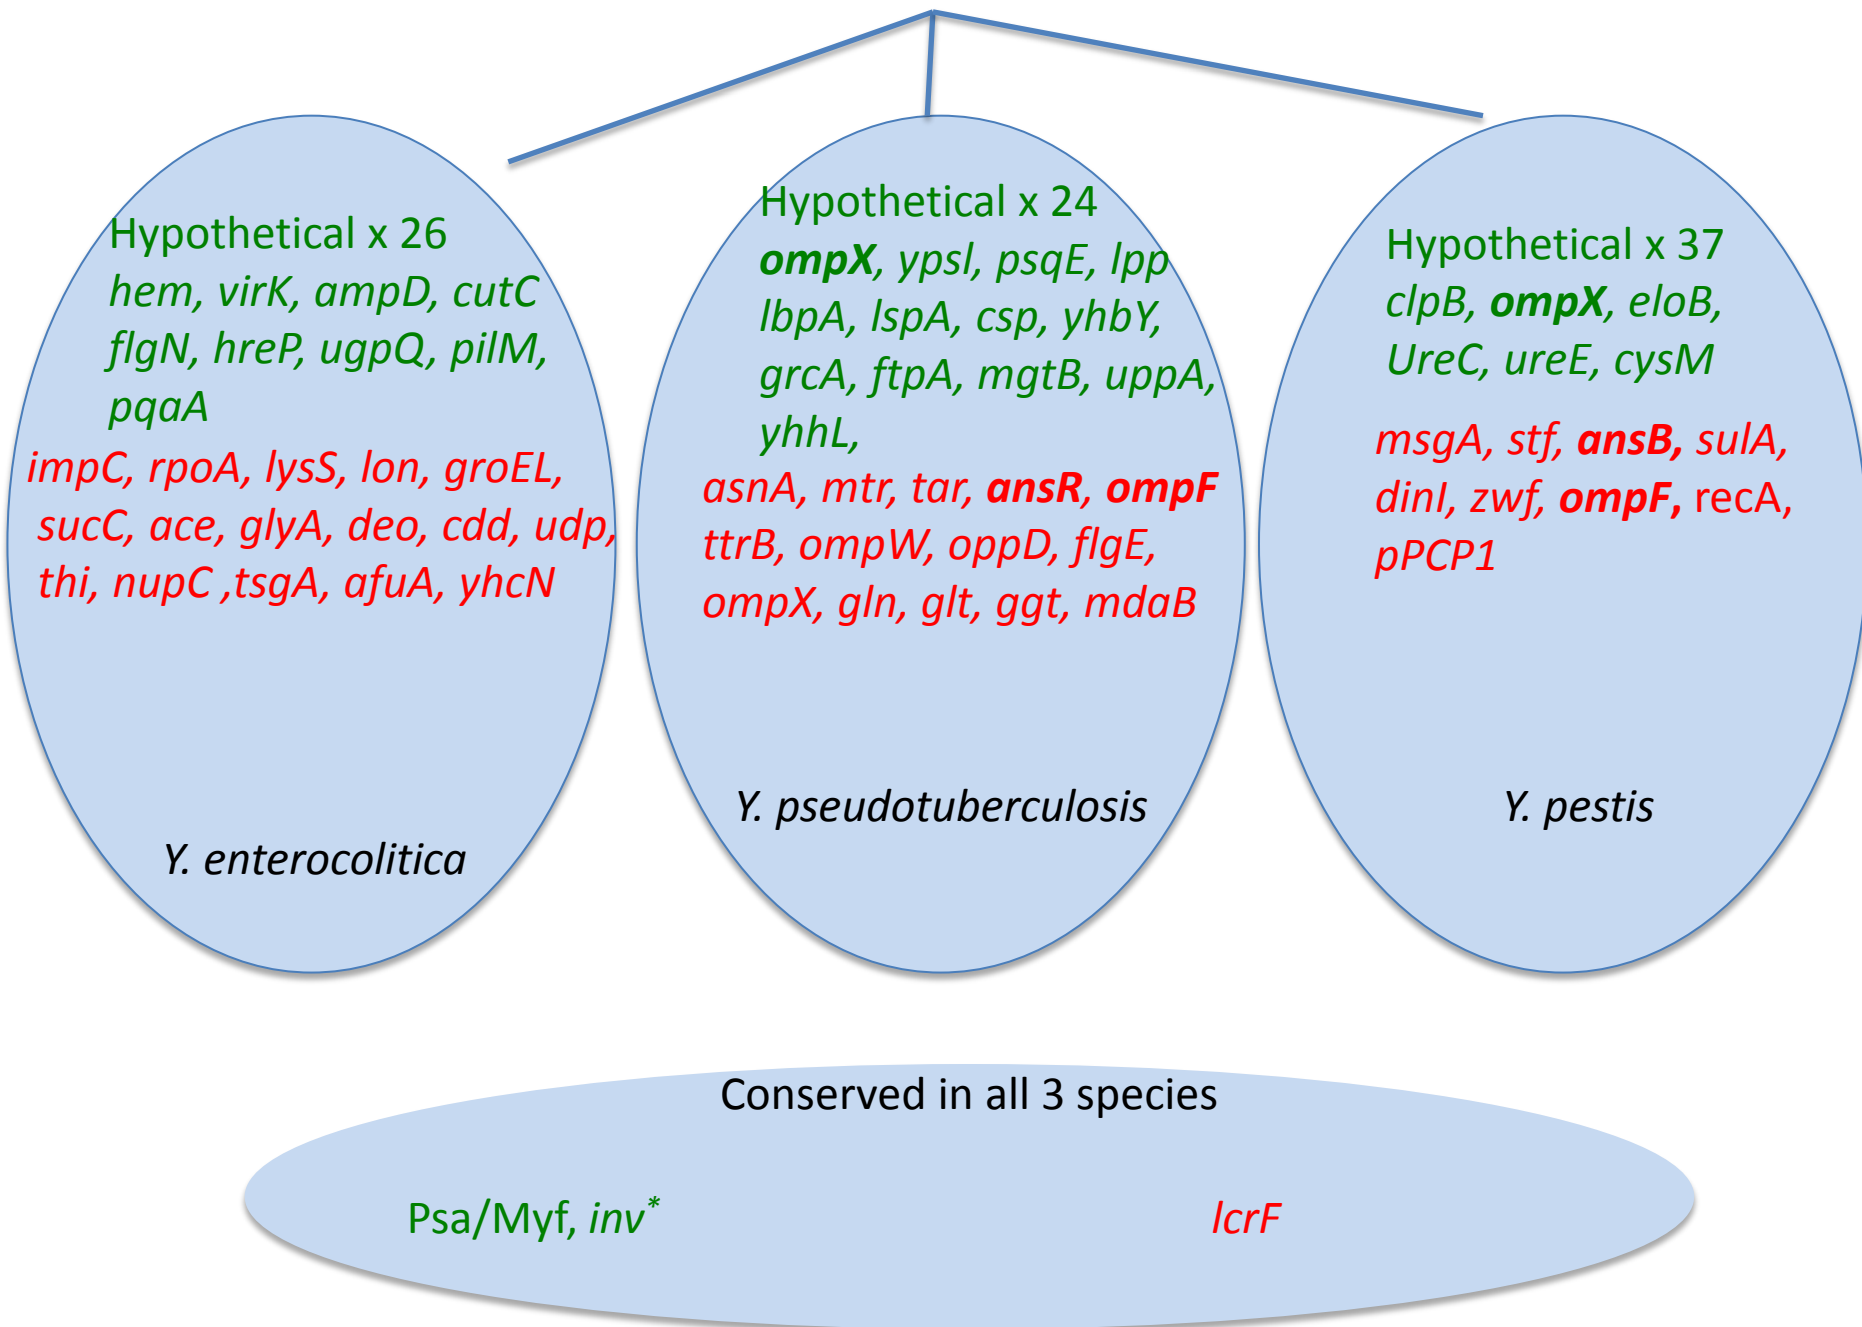 Hypothetical x 26
hem, virK, ampD, cutC
flgN, hreP, ugpQ, pilM,
pqaA
impC, rpoA, lysS, lon, groEL,
sucC, ace, glyA, deo, cdd, udp,
thi, nupC ,tsgA, afuA, yhcN
Y. enterocolitica
Hypothetical x 24
ompX, ypsI, psqE, lpp
lbpA, lspA, csp, yhbY,
grcA, ftpA, mgtB, uppA,
yhhL,
asnA, mtr, tar, ansR, ompF
ttrB, ompW, oppD, flgE,
ompX, gln, glt, ggt, mdaB
Y. pseudotuberculosis
Hypothetical x 37
clpB, ompX, eloB,
UreC, ureE, cysM
msgA, stf, ansB, sulA,
dinI, zwf, ompF, recA,
pPCP1
Y. pestis
Conserved in all 3 species
Psa/Myf, inv*
lcrF